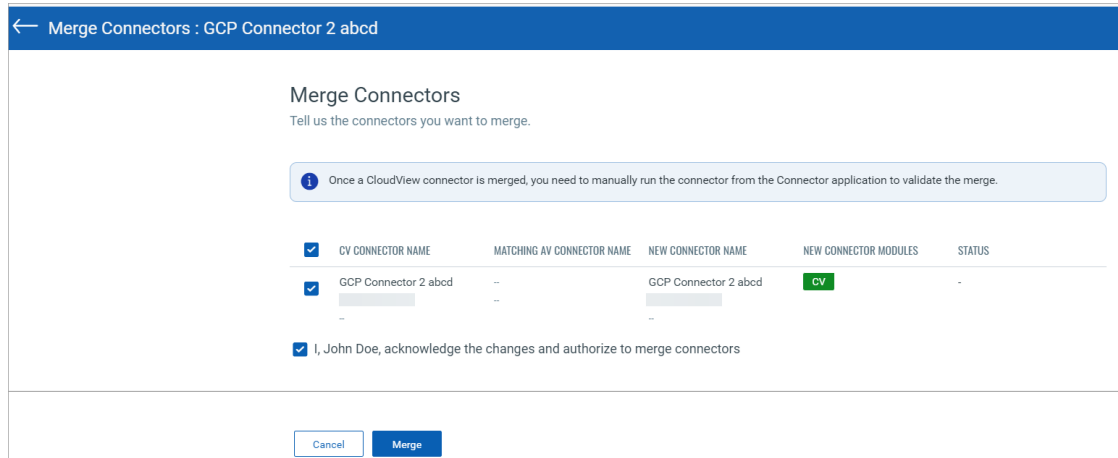 Merge Connectors : GCP Connector 2 abcd
Merge Connectors
Tell us the connectors you want to merge.
Once a CloudView connector is merged, you need to manually run the connector from the Connector application to validate the merge.
CV CONNECTOR NAME MATCHING AV CONNECTOR NAME NEW CONNECTOR NAME NEW CONNECTOR MODULES STATUS
GCP Connector 2 abcd -- GCP Connector 2 abcd CV -
--
-- --
I, John Doe, acknowledge the changes and authorize to merge connectors
Cancel Merge